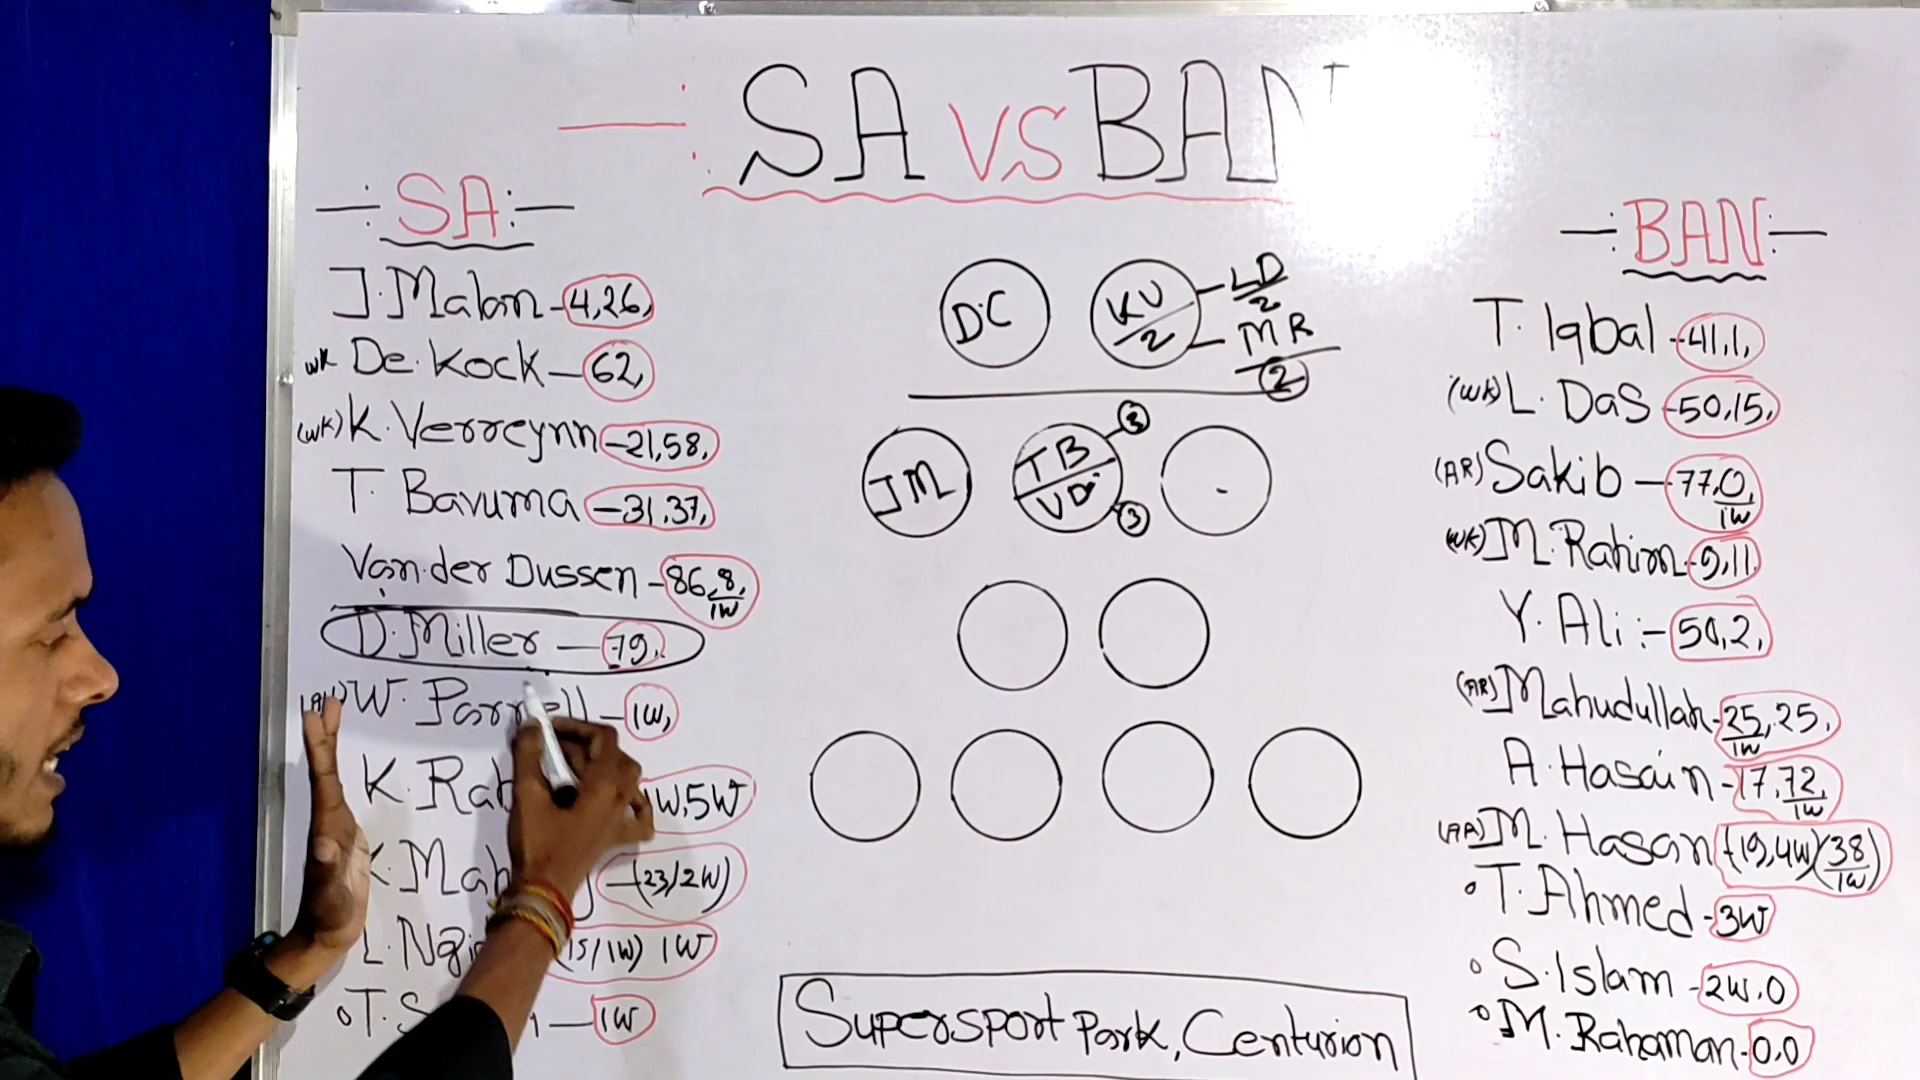 SA VS BAN
SA
J. Malan - 4,26,
WK De. Kock - 62,
(WK) K. Verreynn - 21,58,
T. Bavuma - 31,37,
Van.der Dussen - 86,8,/1W
D. Miller - 79,
W. Parnell - 1W,
K. Rab 1W,5W
K. Mah - (23/2W)
L. Ngi (15/1W) 1W
T. S - 1W
D.C
KV/2
LD/2
MR/2
JM
TB 3
VD. 3
Supersport Park, Centurion
BAN
T. Iqbal - 41,1,
(WK) L. Das - 50,15,
(AR) Sakib - 77,0,/1W
(WK) M. Rahim - 9,11
Y. Ali :- 50,2,
(AR) Mahudullah - 25/1W,25,
A. Hasain - 17,72,/1W
(AR) M. Hasan - (19,4W)(38/1W)
T. Ahmed - 3W
S. Islam - 2W,0
M. Rahaman - 0,0